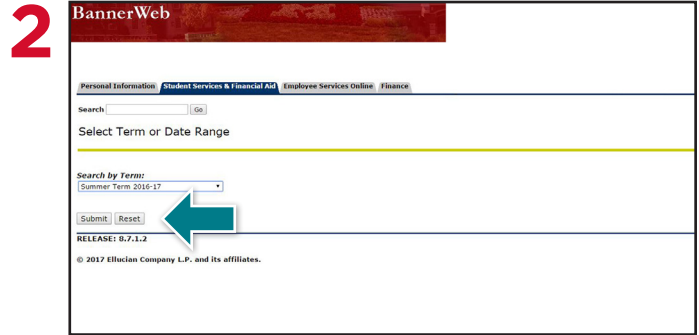 2
BannerWeb
Personal Information Student Services & Financial Aid Employee Services Online Finance
Search Go
Select Term or Date Range
Search by Term:
Summer Term 2016-17
Submit Reset
RELEASE: 8.7.1.2
© 2017 Ellucian Company L.P. and its affiliates.